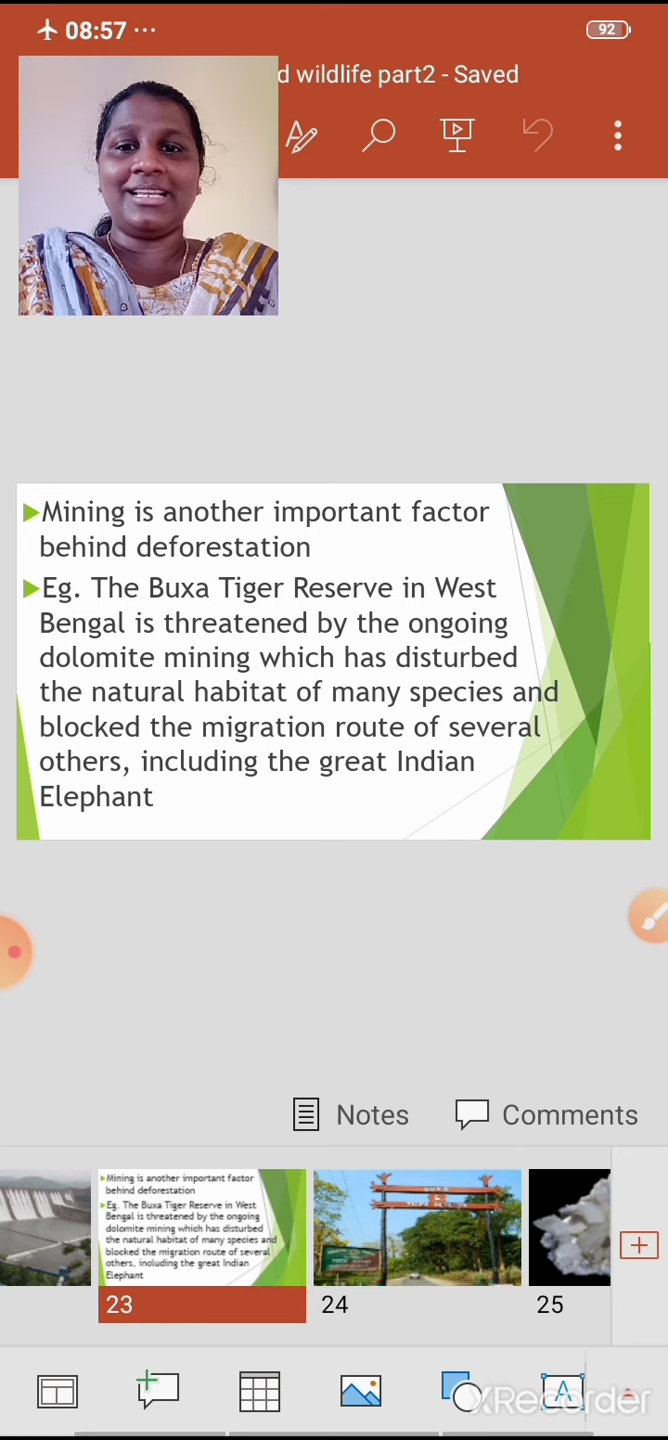 08:57 ...
92
d wildlife part2 - Saved
Mining is another important factor
behind deforestation
Eg. The Buxa Tiger Reserve in West
Bengal is threatened by the ongoing
dolomite mining which has disturbed
the natural habitat of many species and
blocked the migration route of several
others, including the great Indian
Elephant
Notes
Comments
Mining is another important factor
behind deforestation
Eg. The Buxa Tiger Reserve in West
Bengal is threatened by the ongoing
dolomite mining which has disturbed
the natural habitat of many species and
blocked the migration route of several
others, including the great Indian
Elephant
23
24
25
A
XRecorder